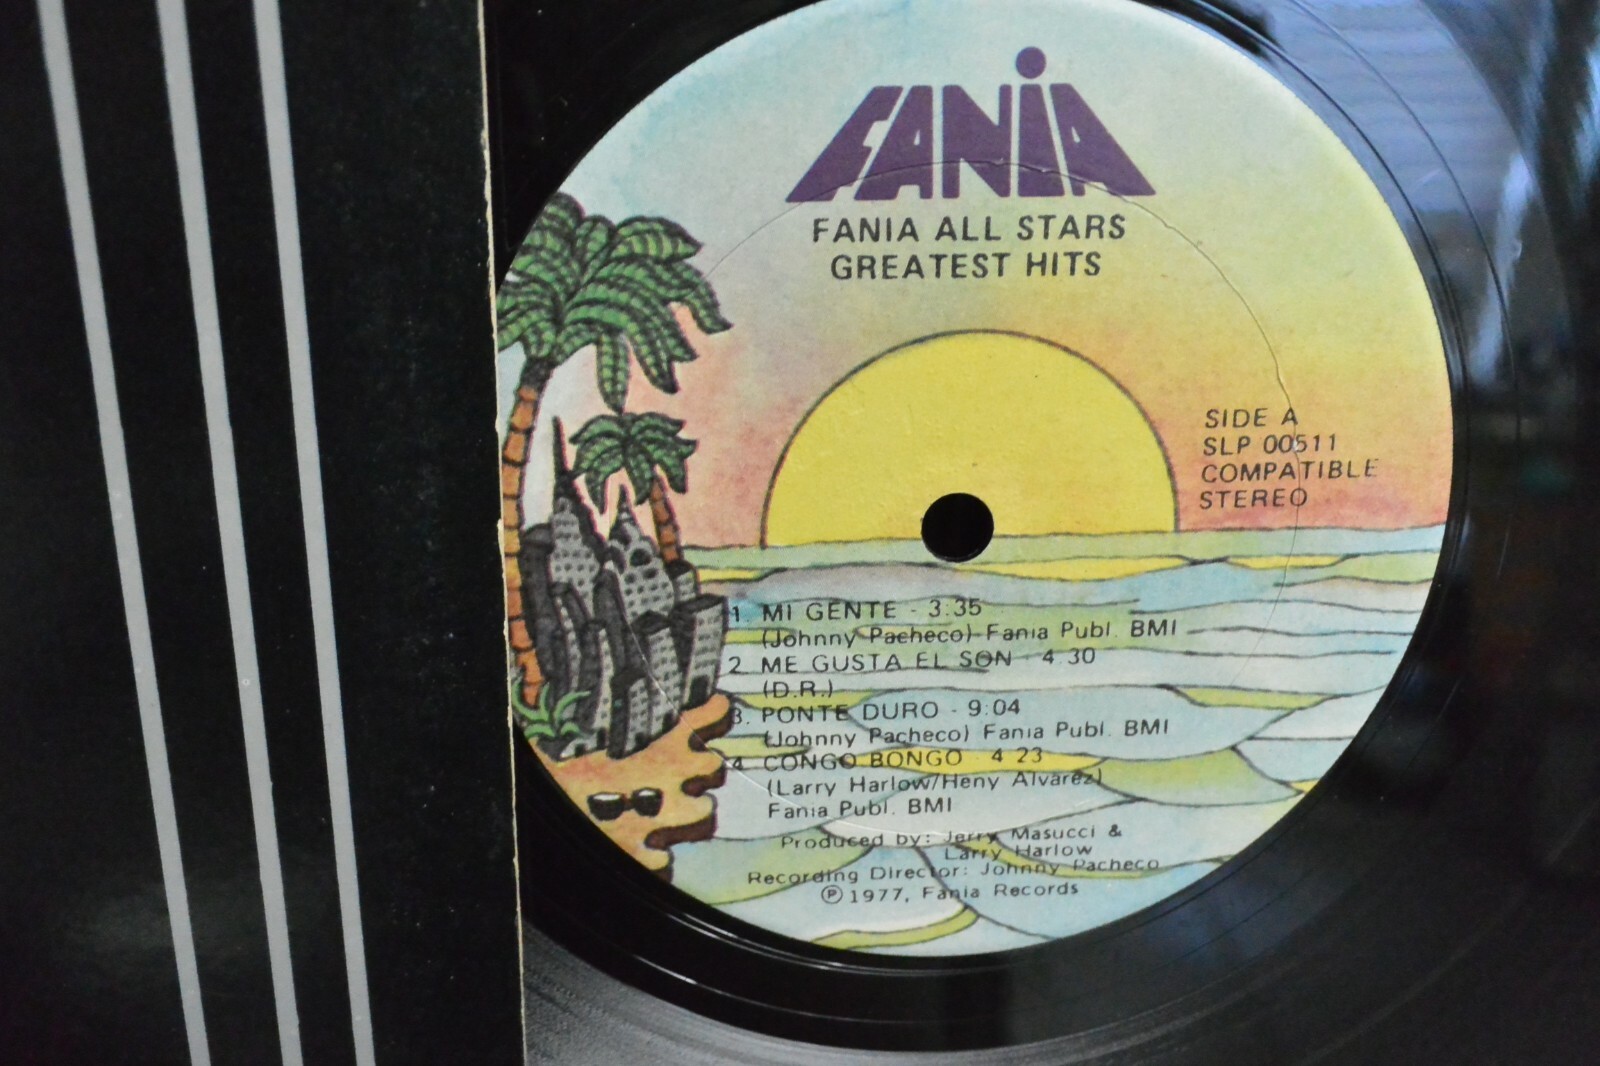 FANIA
FANIA ALL STARS
GREATEST HITS
SIDE A
SLP 00511
COMPATIBLE
STEREO
1. MI GENTE - 3:35
(Johnny Pacheco) Fania Publ. BMI
2. ME GUSTA EL SON - 4:30
(D.R.)
3. PONTE DURO - 9:04
(Johnny Pacheco) Fania Publ. BMI
4. CONGO BONGO - 4:23
(Larry Harlow/Heny Alvarez)
Fania Publ. BMI
Produced by: Jerry Masucci &
Larry Harlow
Recording Director: Johnny Pacheco
Ⓟ 1977, Fania Records